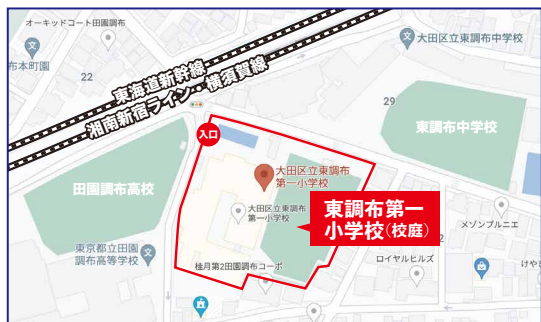 オーキッドコート田園調布
布本町園
22
東海道新幹線
湘南新宿ライン・横須賀線
大田区立東調布中学校
29
東調布中学校
入口
大田区立東調布
第一小学校
田園調布高校
大田区立東調布
第一小学校
東調布第一
小学校(校庭)
2
メゾンプルニエ
東京都立田園
調布高等学校
桂月第2田園調布コーポ
ロイヤルヒルズ
けやき